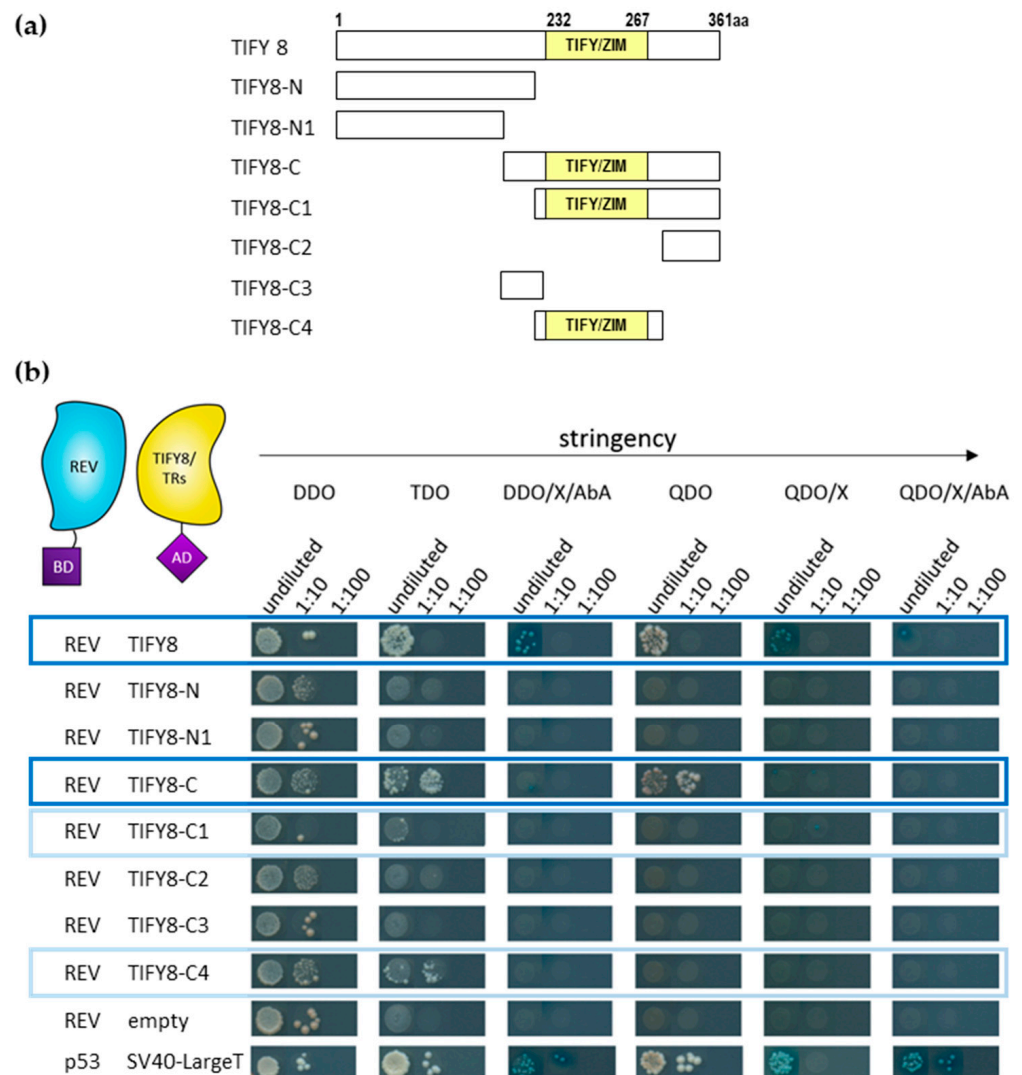 (a)
1 232 267 361aa
TIFY 8 TIFY/ZIM
TIFY8-N
TIFY8-N1
TIFY8-C TIFY/ZIM
TIFY8-C1 TIFY/ZIM
TIFY8-C2
TIFY8-C3
TIFY8-C4 TIFY/ZIM
(b)
REV TIFY8/
TRs
BD AD
stringency
DDO TDO DDO/X/AbA QDO QDO/X QDO/X/AbA
undiluted 1:10 1:100 undiluted 1:10 1:100 undiluted 1:10 1:100 undiluted 1:10 1:100 undiluted 1:10 1:100 undiluted 1:10 1:100
REV TIFY8
REV TIFY8-N
REV TIFY8-N1
REV TIFY8-C
REV TIFY8-C1
REV TIFY8-C2
REV TIFY8-C3
REV TIFY8-C4
REV empty
p53 SV40-LargeT